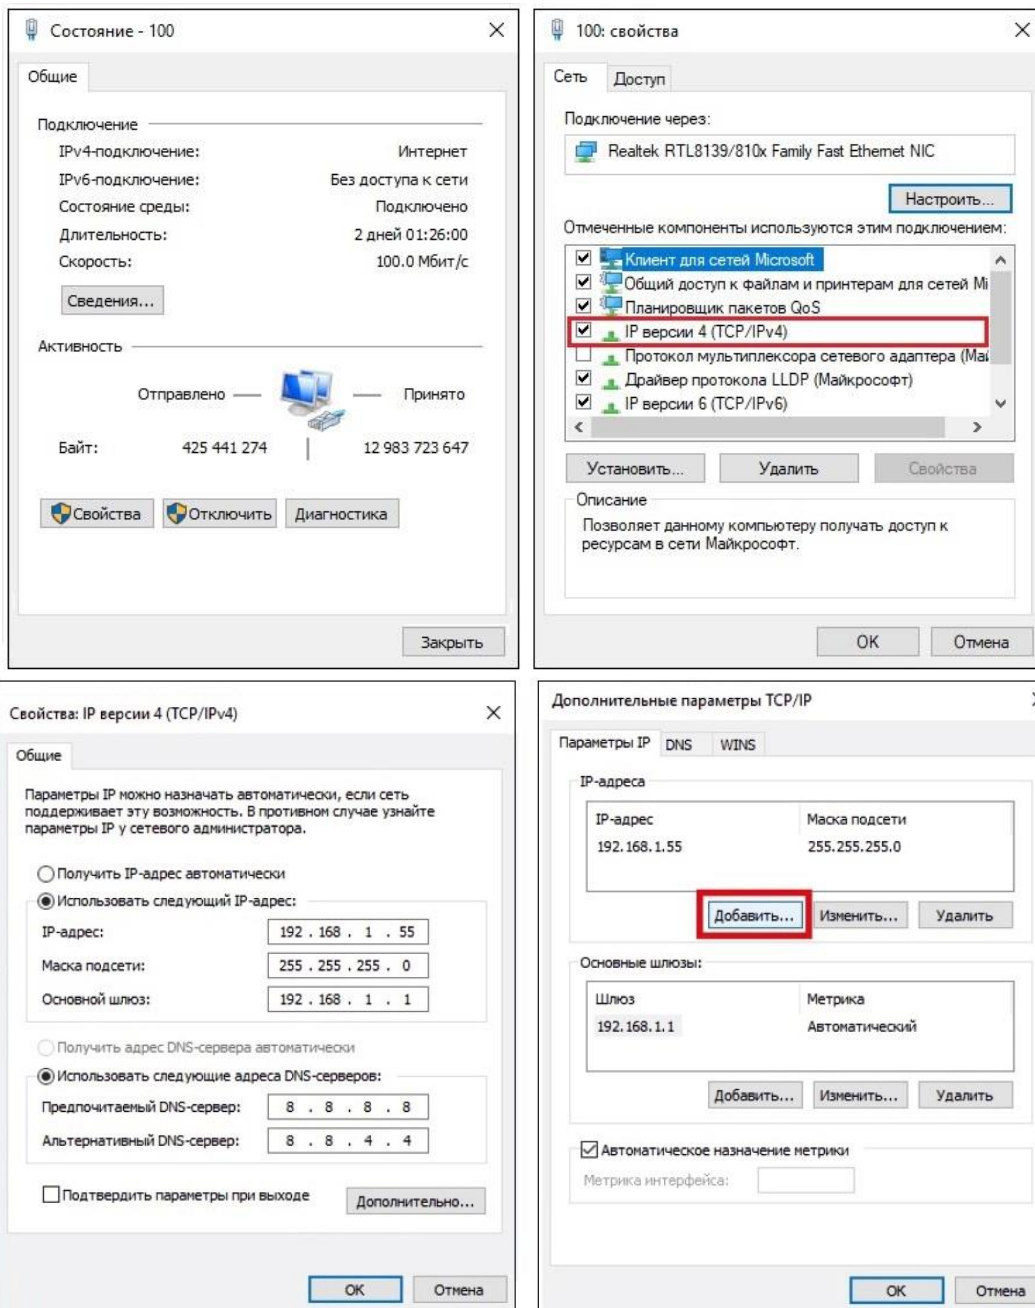 Состояние - 100
Общие
Подключение
IPv4-подключение: Интернет
IPv6-подключение: Без доступа к сети
Состояние среды: Подключено
Длительность: 2 дней 01:26:00
Скорость: 100.0 Мбит/с
Сведения...
Активность
Отправлено Принято
Байт: 425 441 274 12 983 723 647
Свойства Отключить Диагностика
Закрыть
100: свойства
Сеть Доступ
Подключение через:
Realtek RTL8139/810x Family Fast Ethernet NIC
Настроить...
Отмеченные компоненты используются этим подключением:
Клиент для сетей Microsoft
Общий доступ к файлам и принтерам для сетей Mi
Планировщик пакетов QoS
IP версии 4 (TCP/IPv4)
Протокол мультиплексора сетевого адаптера (Май
Драйвер протокола LLDP (Майкрософт)
IP версии 6 (TCP/IPv6)
Установить... Удалить Свойства
Описание
Позволяет данному компьютеру получать доступ к
ресурсам в сети Майкрософт.
OK Отмена
Свойства: IP версии 4 (TCP/IPv4)
Общие
Параметры IP можно назначать автоматически, если сеть
поддерживает эту возможность. В противном случае узнайте
параметры IP у сетевого администратора.
Получить IP-адрес автоматически
Использовать следующий IP-адрес:
IP-адрес: 192 . 168 . 1 . 55
Маска подсети: 255 . 255 . 255 . 0
Основной шлюз: 192 . 168 . 1 . 1
Получить адрес DNS-сервера автоматически
Использовать следующие адреса DNS-серверов:
Предпочитаемый DNS-сервер: 8 . 8 . 8 . 8
Альтернативный DNS-сервер: 8 . 8 . 4 . 4
Подтвердить параметры при выходе Дополнительно...
OK Отмена
Дополнительные параметры TCP/IP
Параметры IP DNS WINS
IP-адреса
IP-адрес Маска подсети
192.168.1.55 255.255.255.0
Добавить... Изменить... Удалить
Основные шлюзы:
Шлюз Метрика
192.168.1.1 Автоматический
Добавить... Изменить... Удалить
Автоматическое назначение метрики
Метрика интерфейса:
OK Отмена